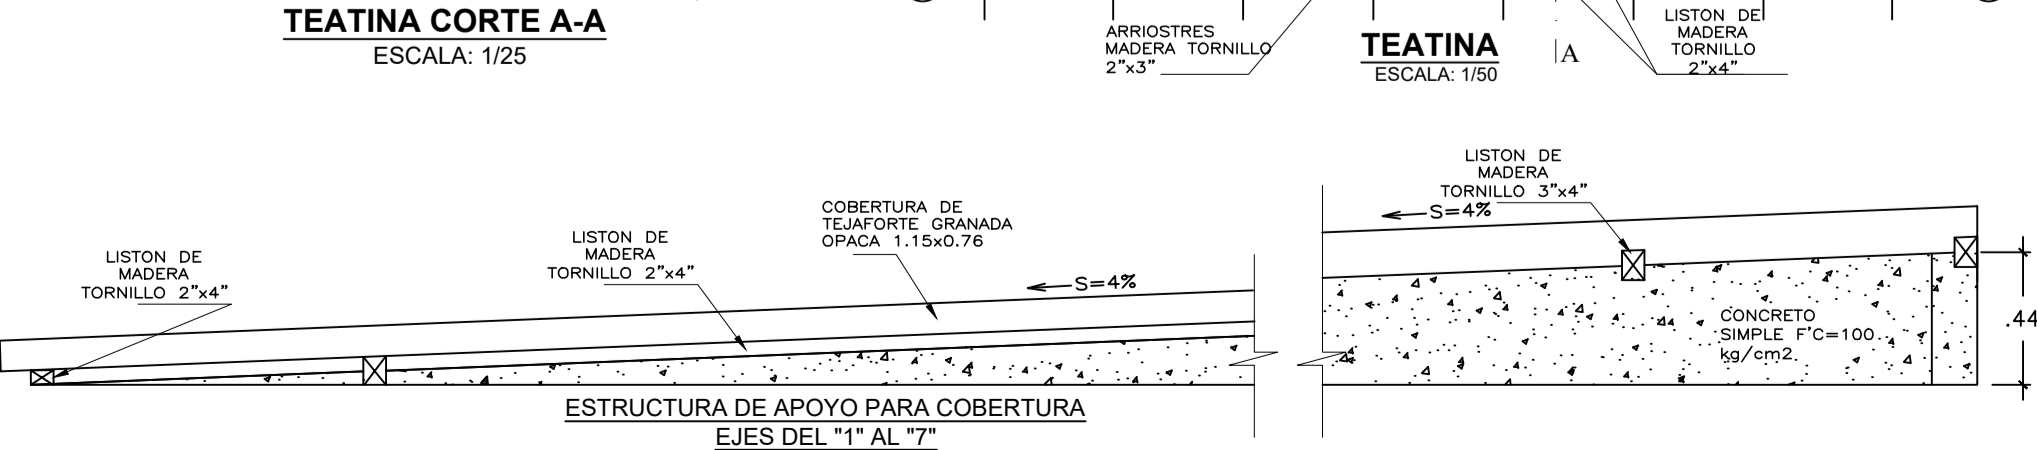 TEATINA CORTE A-A
ESCALA: 1/25
ARRIOSTRES
MADERA TORNILLO
2"x3"
TEATINA
ESCALA: 1/50
A
LISTON DE
MADERA
TORNILLO
2"x4"
LISTON DE
MADERA
TORNILLO 2"x4"
LISTON DE
MADERA
TORNILLO 2"x4"
COBERTURA DE
TEJAFORTE GRANADA
OPACA 1.15x0.76
S=4%
LISTON DE
MADERA
TORNILLO 3"x4"
S=4%
CONCRETO
SIMPLE F'C=100
kg/cm2
.44
ESTRUCTURA DE APOYO PARA COBERTURA
EJES DEL "1" AL "7"